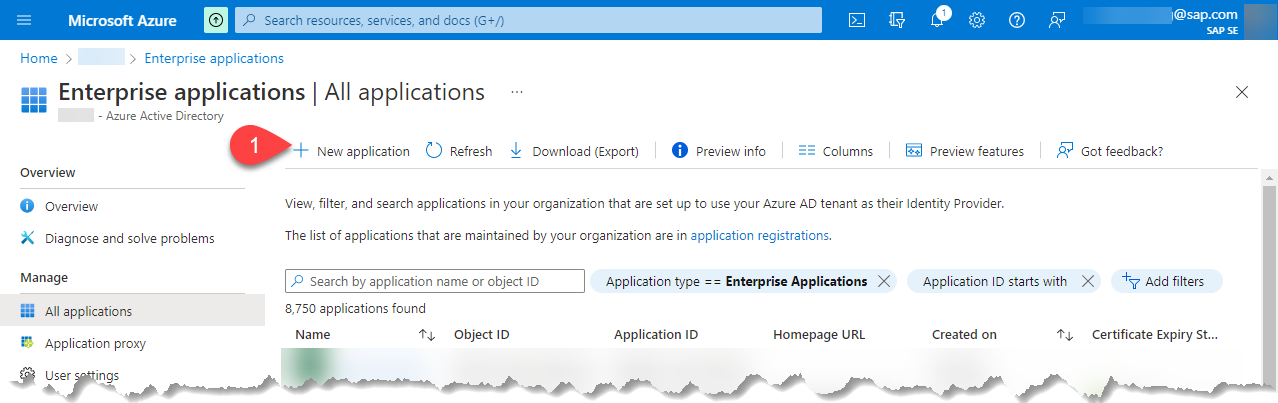 Microsoft Azure
Search resources, services, and docs (G+/)
1
@sap.com
SAP SE
Home > > Enterprise applications
Enterprise applications | All applications ...
- Azure Active Directory
1
New application
Refresh
Download (Export)
Preview info
Columns
Preview features
Got feedback?
Overview
Overview
Diagnose and solve problems
Manage
All applications
Application proxy
User settings
View, filter, and search applications in your organization that are set up to use your Azure AD tenant as their Identity Provider.
The list of applications that are maintained by your organization are in application registrations.
Search by application name or object ID
Application type == Enterprise Applications
Application ID starts with
Add filters
8,750 applications found
Name
Object ID
Application ID
Homepage URL
Created on
Certificate Expiry St...